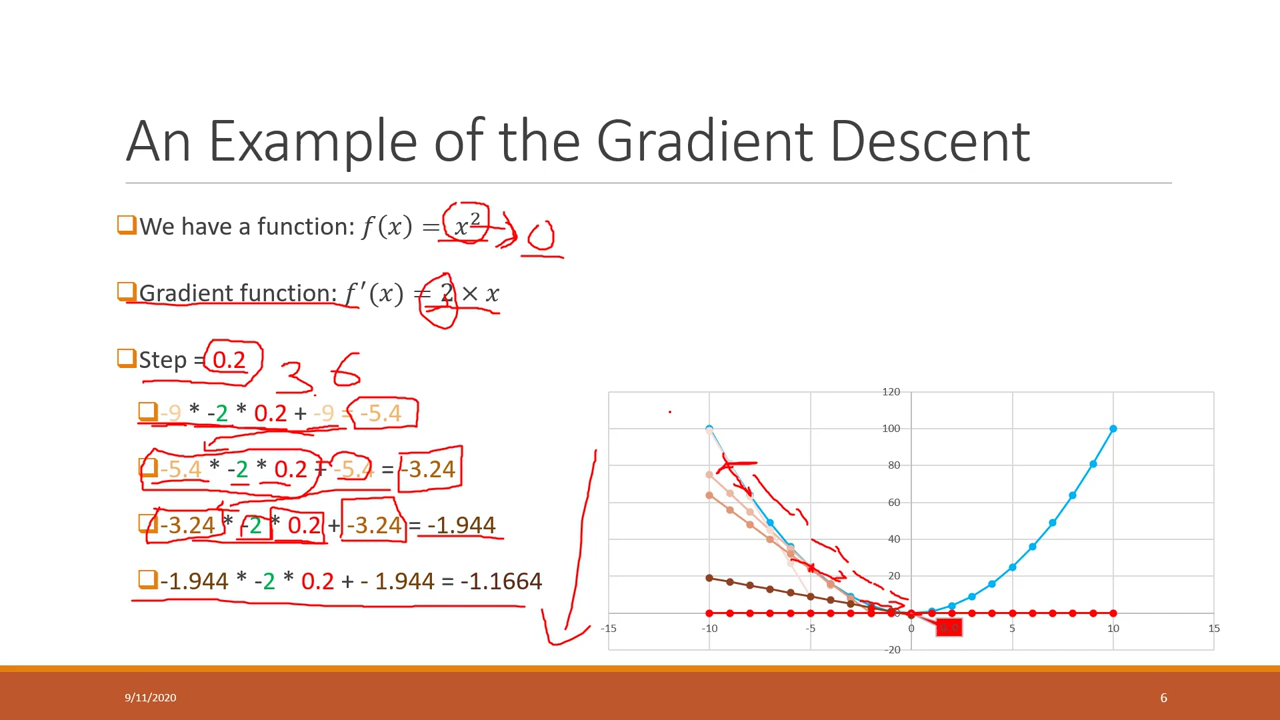 An Example of the Gradient Descent
We have a function: f(x) = x² → 0
Gradient function: f′(x) = 2 × x
Step = 0.2
3.6
-9 * -2 * 0.2 + -9 = -5.4
-5.4 * -2 * 0.2 + -5.4 = -3.24
-3.24 * -2 * 0.2 + -3.24 = -1.944
-1.944 * -2 * 0.2 + - 1.944 = -1.1664
120
100
80
60
40
20
0
-20
-15 -10 -5 0 5 10 15
9/11/2020 6